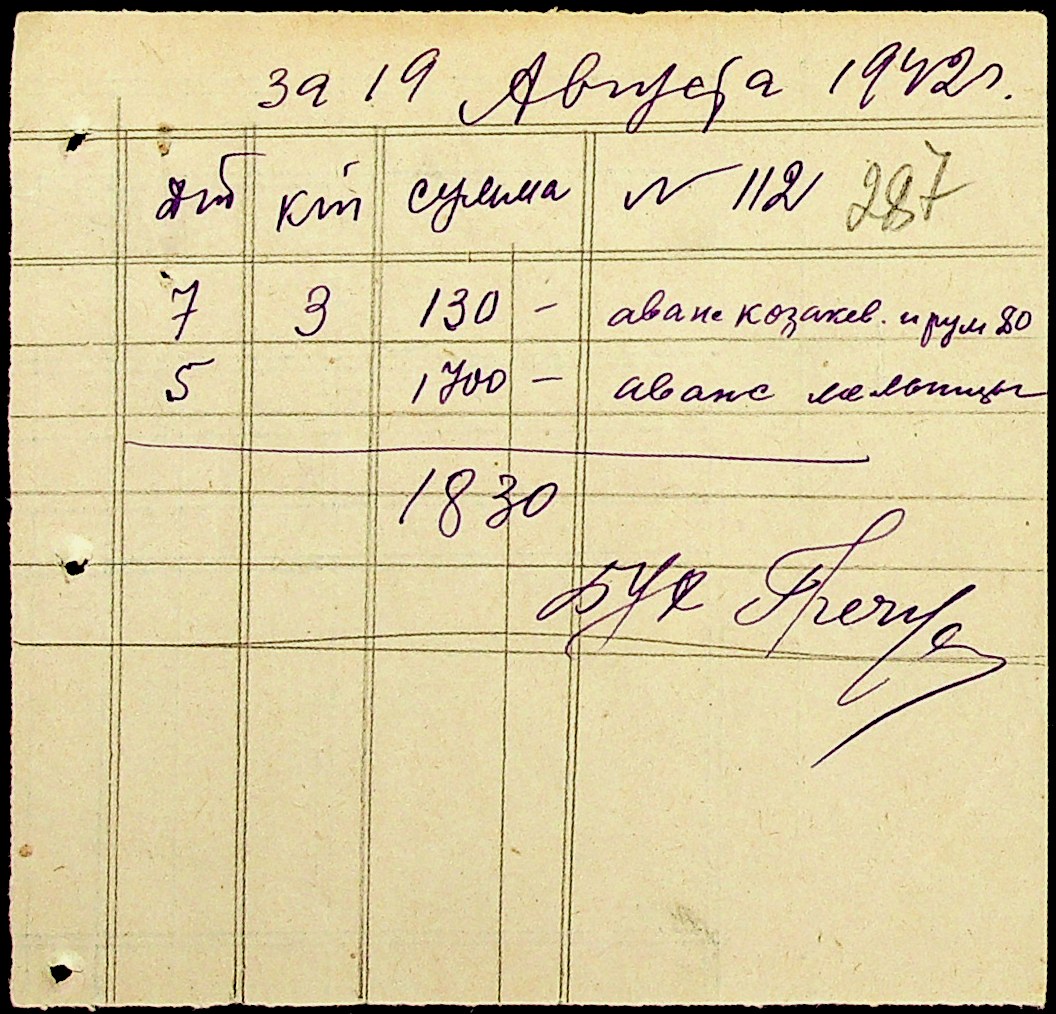 за 19 Августа 1942г.
Дт Кт сумма N 112 287
7 3 130 – аванс козаков. и рум 80
5 1700 – аванс мельницы
1830
Бух